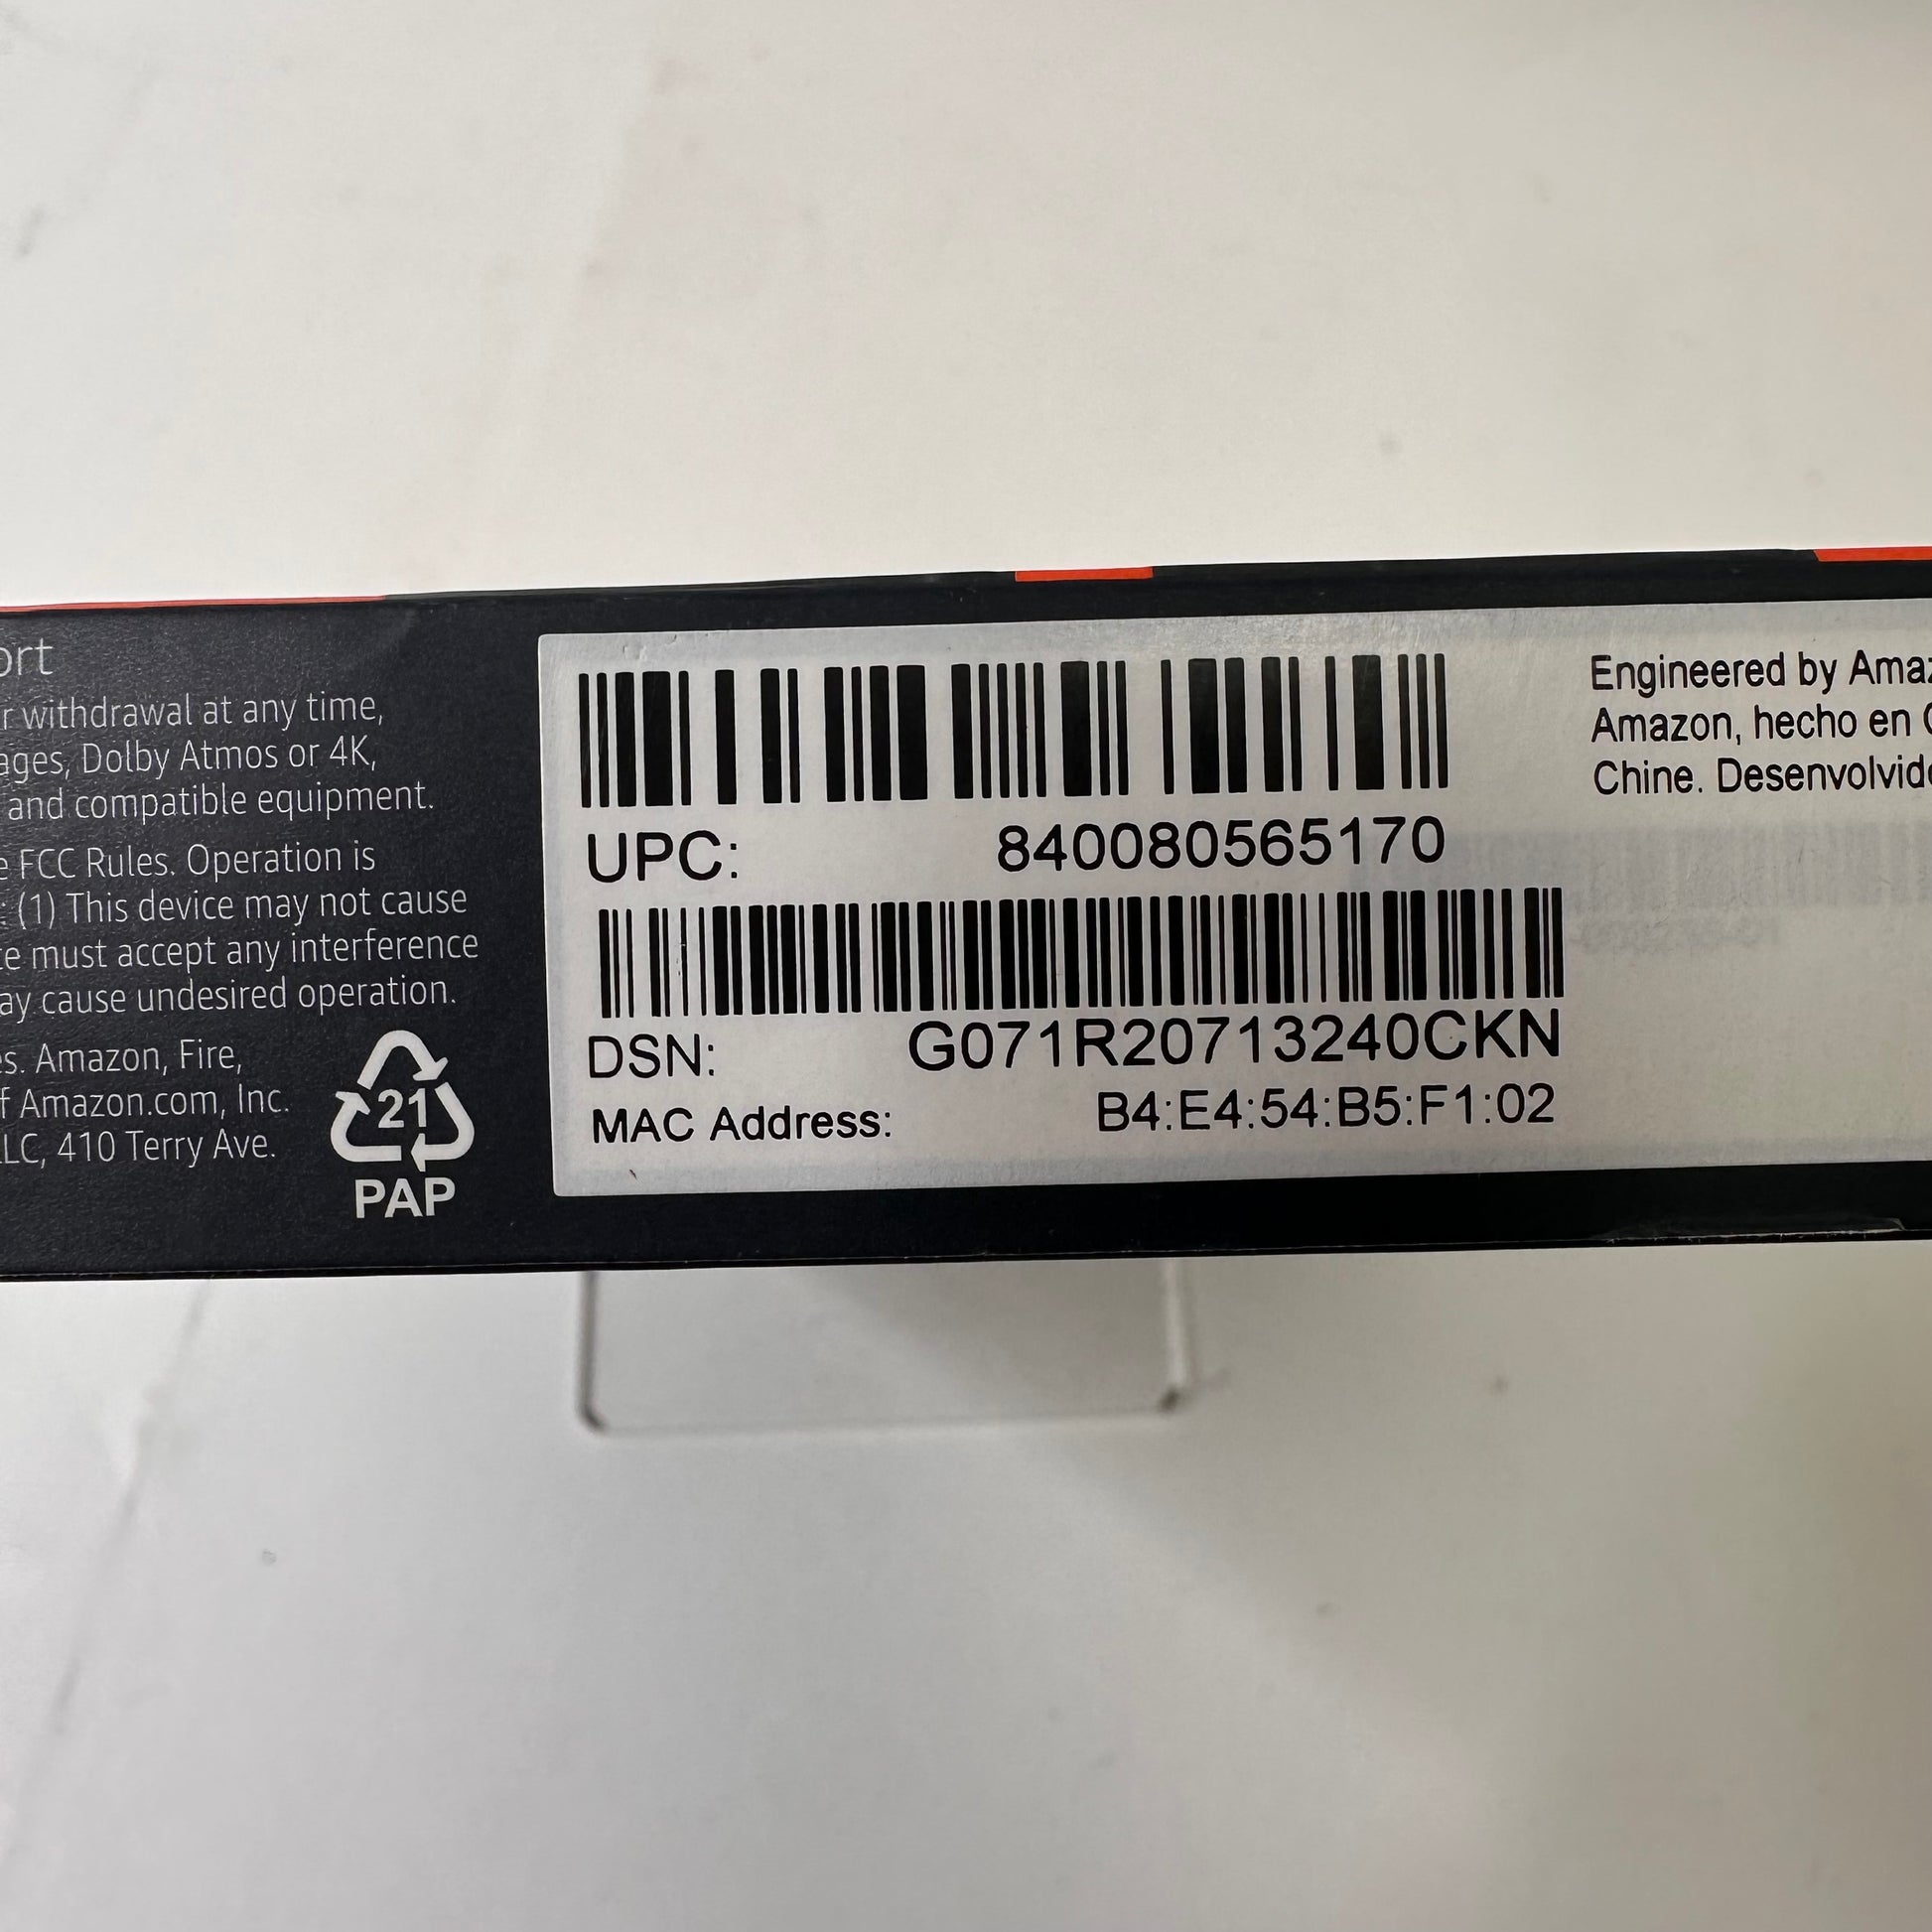 ort
r withdrawal at any time,
ages, Dolby Atmos or 4K,
and compatible equipment.
e FCC Rules. Operation is
: (1) This device may not cause
ce must accept any interference
ay cause undesired operation.
es. Amazon, Fire,
f Amazon.com, Inc.
LLC, 410 Terry Ave.
21
PAP
UPC: 840080565170
DSN: G071R20713240CKN
MAC Address: B4:E4:54:B5:F1:02
Engineered by Amaz
Amazon, hecho en C
Chine. Desenvolvido